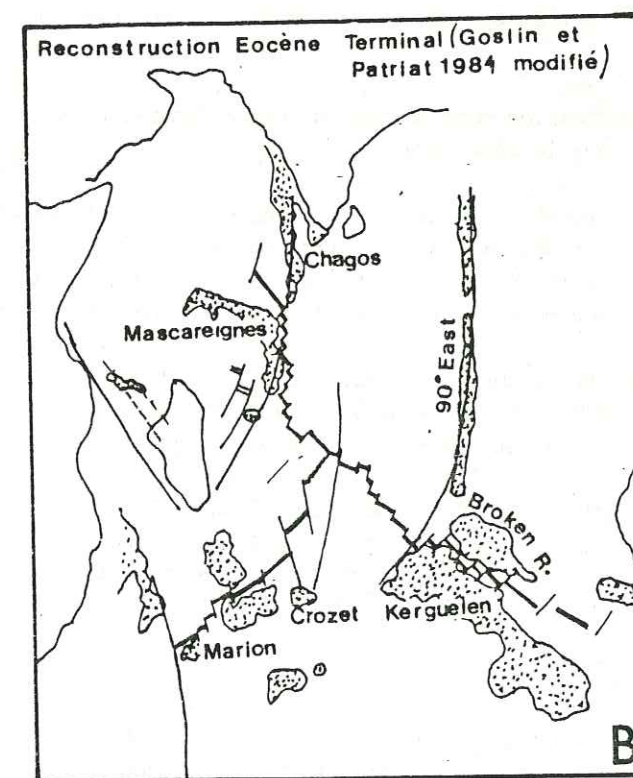 Reconstruction Eocène Terminal (Goslin et
Patriat 1984 modifié)
Chagos
Mascareignes
90° East
Broken R.
Crozet
Kerguelen
Marion
B